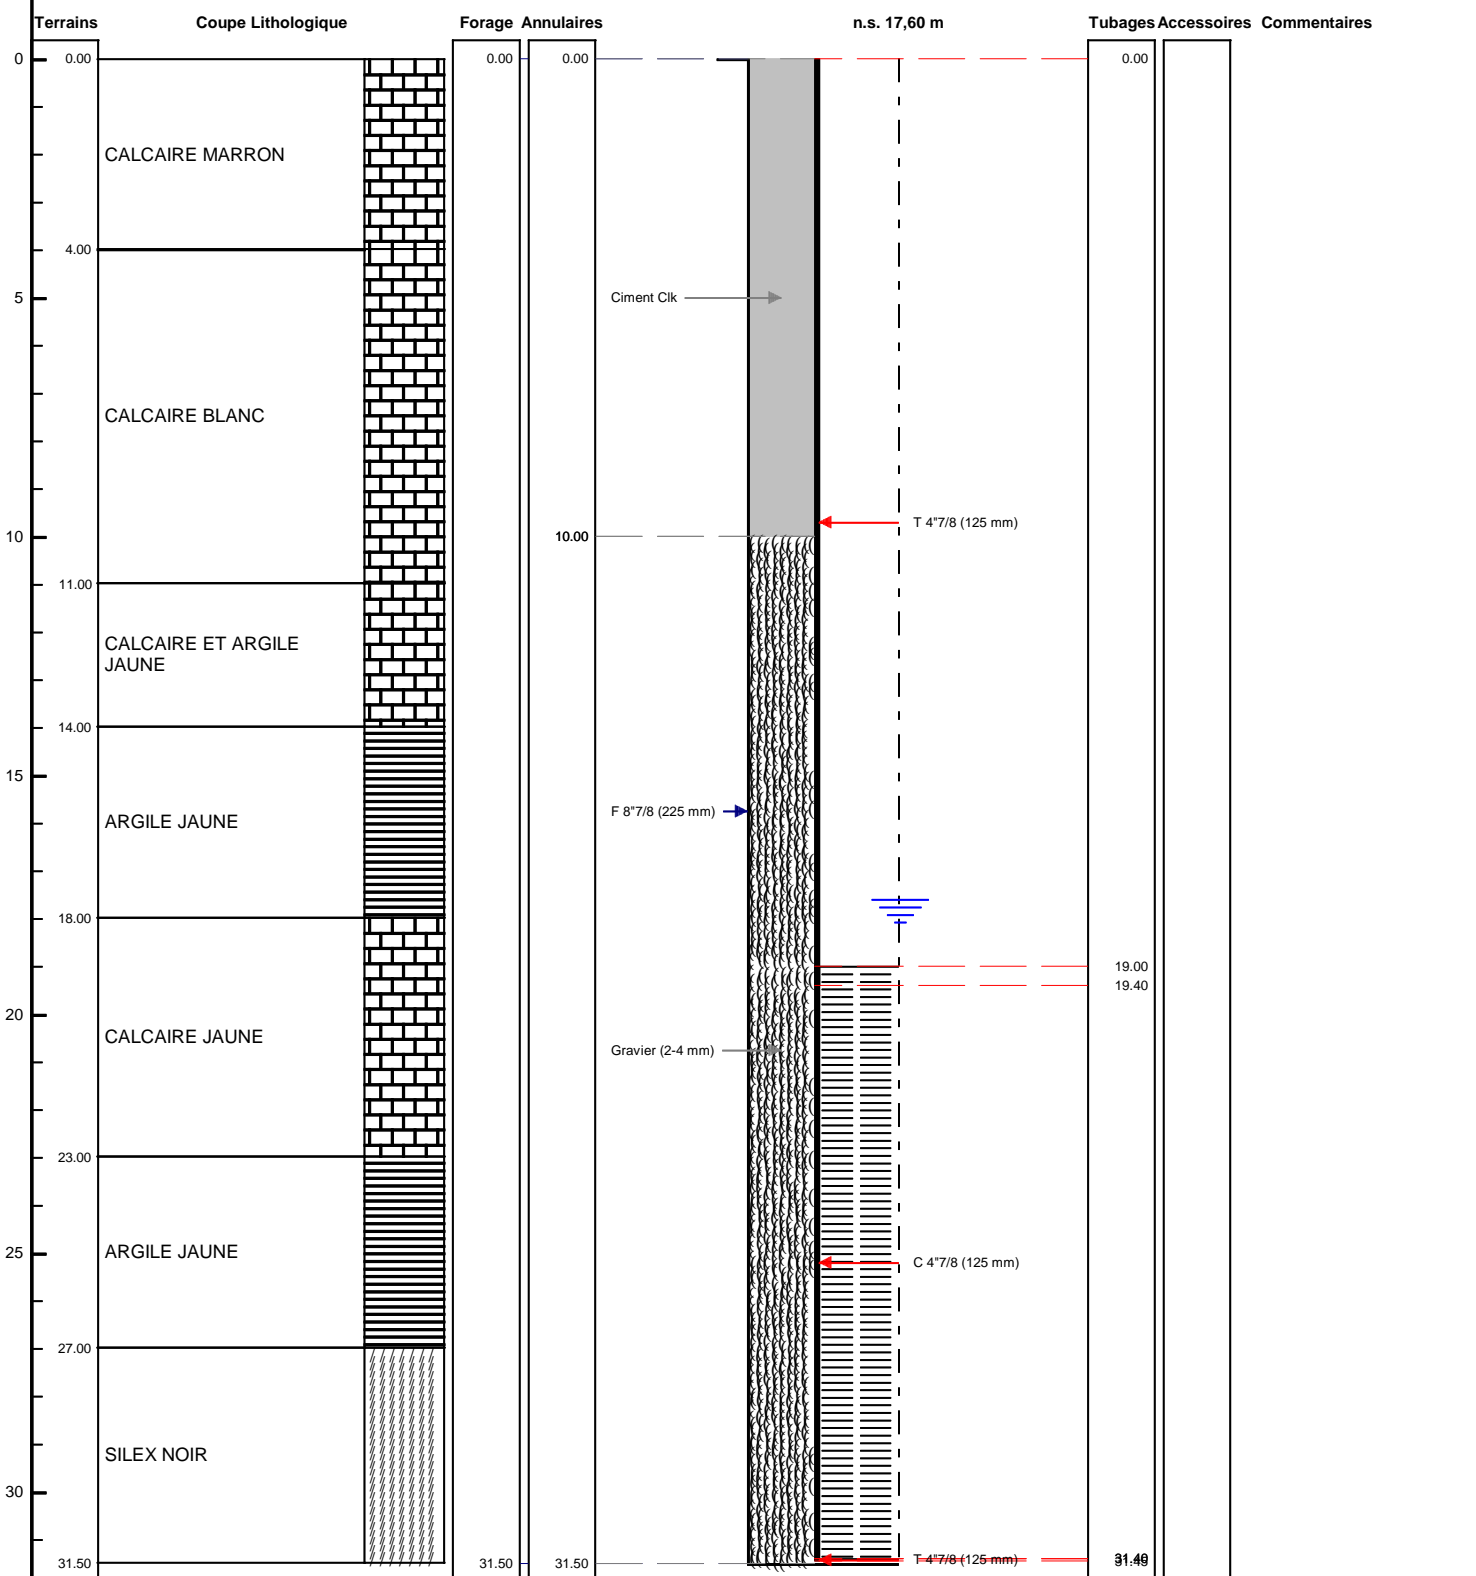 Terrains Coupe Lithologique Forage Annulaires n.s. 17,60 m Tubages Accessoires Commentaires
0 0.00 0.00 0.00 0.00
CALCAIRE MARRON
4.00
5 Ciment Clk
CALCAIRE BLANC
T 4"7/8 (125 mm)
10 10.00
11.00
CALCAIRE ET ARGILE
JAUNE
14.00
15
F 8"7/8 (225 mm)
ARGILE JAUNE
18.00
19.00
19.40
20
CALCAIRE JAUNE
Gravier (2-4 mm)
23.00
25 ARGILE JAUNE
C 4"7/8 (125 mm)
27.00
SILEX NOIR
30
T 4"7/8 (125 mm) 31.40
31.50 31.50 31.50 31.45